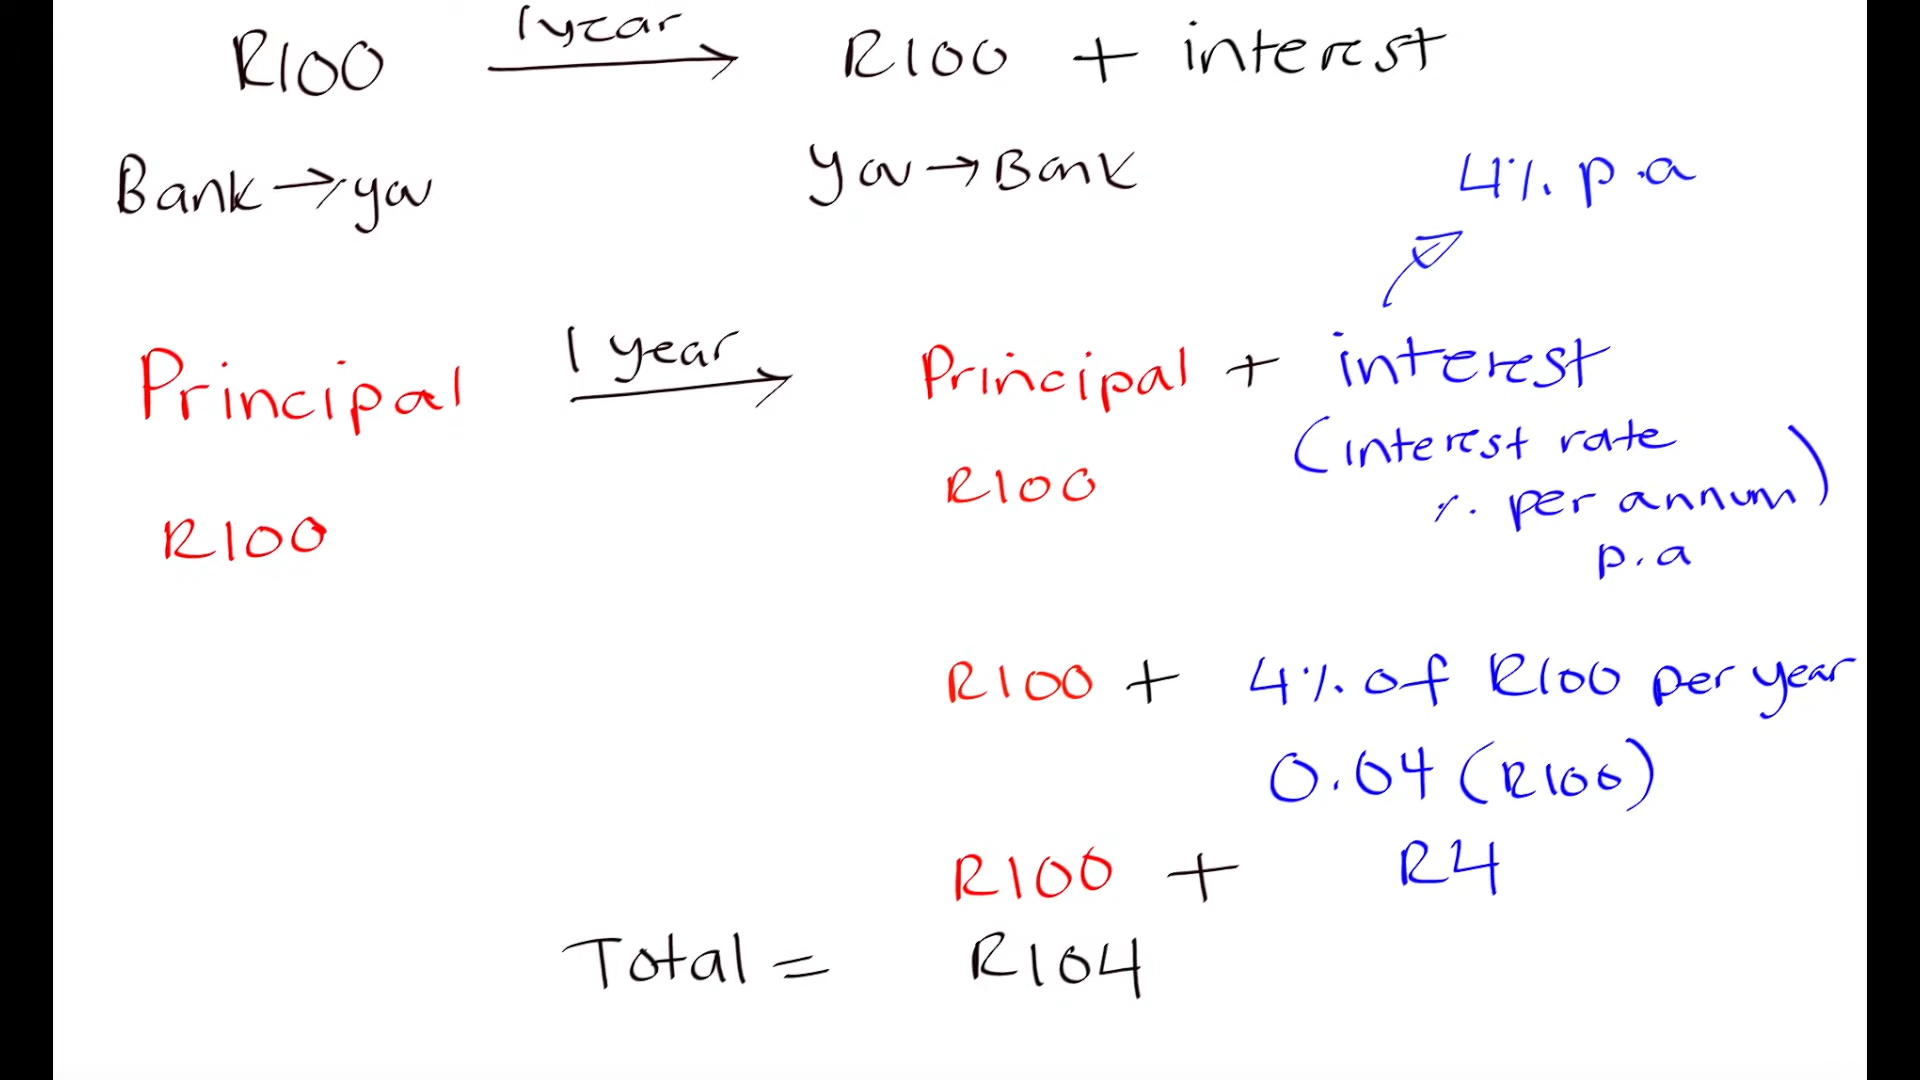 R100 1 year → R100 + interest
Bank → you You → Bank
4% p.a
Principal 1 year → Principal + interest
(interest rate
R100
% per annum)
R100
p.a
R100 + 4% of R100 per year
0.04 (R100)
R100 + R4
Total = R104